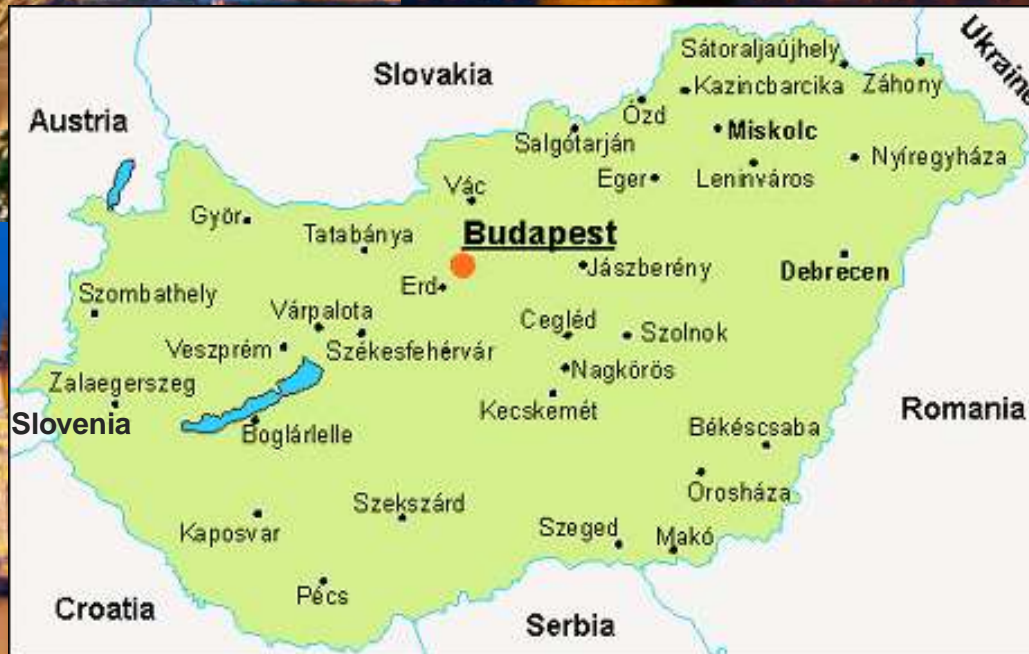 Ukraine
Sátoraljaújhely
Slovakia
Kazincbarcika
Záhony
Ózd
Austria
Miskolc
Salgótarján
Nyíregyháza
Eger
Leninváros
Vác
Györ
Tatabánya
Budapest
Jászberény
Debrecen
Erd
Szombathely
Várpalota
Cegléd
Szolnok
Veszprém
Székesfehérvár
Nagkörös
Zalaegerszeg
Kecskemét
Romania
Slovenia
Boglárlelle
Békéscsaba
Orosháza
Szekszárd
Kaposvar
Szeged
Makó
Pécs
Croatia
Serbia